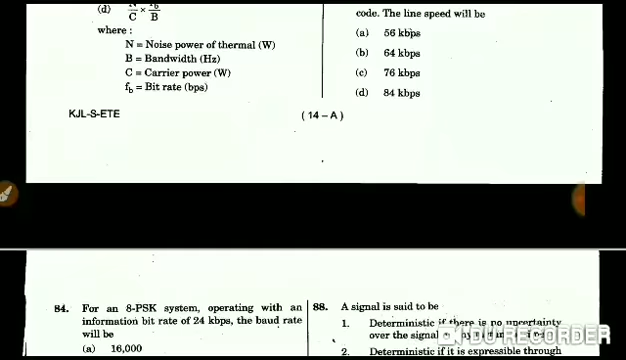 (d) N/C × fb/B
where :
N = Noise power of thermal (W)
B = Bandwidth (Hz)
C = Carrier power (W)
fb = Bit rate (bps)
code. The line speed will be
(a) 56 kbps
(b) 64 kbps
(c) 76 kbps
(d) 84 kbps
KJL-S-ETE
( 14 – A )
84. For an 8-PSK system, operating with an
information bit rate of 24 kbps, the baud rate
will be
(a) 16,000
88. A signal is said to be
1. Deterministic if there is no uncertainty
over the signal at any
2. Deterministic if it is expressible through
DU RECORDER